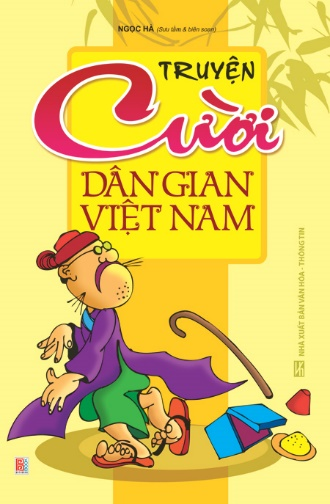 NGỌC HÀ (Sưu tầm & biên soạn)
TRUYỆN
Cười
DÂN GIAN
VIỆT NAM
NHÀ XUẤT BẢN VĂN HÓA - THÔNG TIN